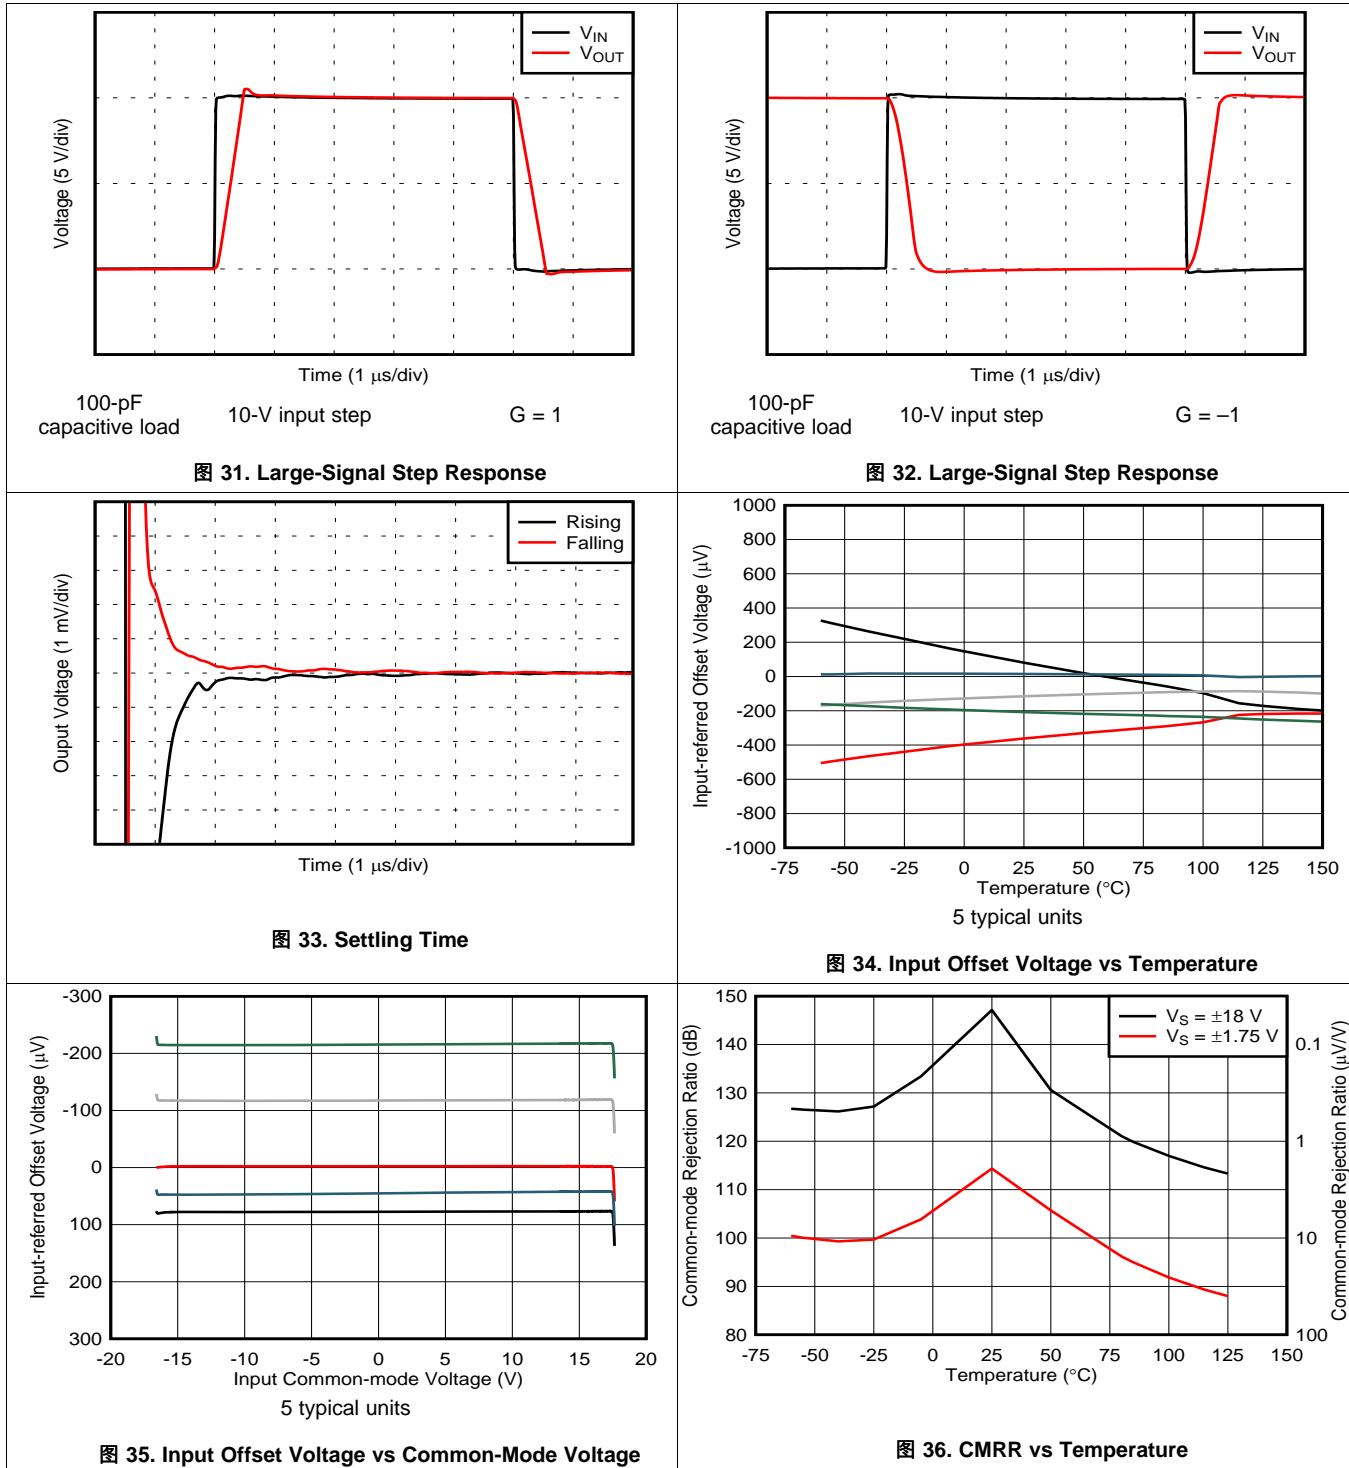 V_IN
V_OUT
Voltage (5 V/div)
Time (1 μs/div)
100-pF
capacitive load
10-V input step
G = 1
图 31. Large-Signal Step Response
V_IN
V_OUT
Voltage (5 V/div)
Time (1 μs/div)
100-pF
capacitive load
10-V input step
G = –1
图 32. Large-Signal Step Response
Rising
Falling
Ouput Voltage (1 mV/div)
Time (1 μs/div)
图 33. Settling Time
Input-referred Offset Voltage (μV)
1000
800
600
400
200
0
-200
-400
-600
-800
-1000
-75 -50 -25 0 25 50 75 100 125 150
Temperature (°C)
5 typical units
图 34. Input Offset Voltage vs Temperature
Input-referred Offset Voltage (μV)
-300
-200
-100
0
100
200
300
-20 -15 -10 -5 0 5 10 15 20
Input Common-mode Voltage (V)
5 typical units
图 35. Input Offset Voltage vs Common-Mode Voltage
V_S = ±18 V
V_S = ±1.75 V
Common-mode Rejection Ratio (dB)
150
140
130
120
110
100
90
80
0.1
1
10
100
Common-mode Rejection Ratio (μV/V)
-75 -50 -25 0 25 50 75 100 125 150
Temperature (°C)
图 36. CMRR vs Temperature